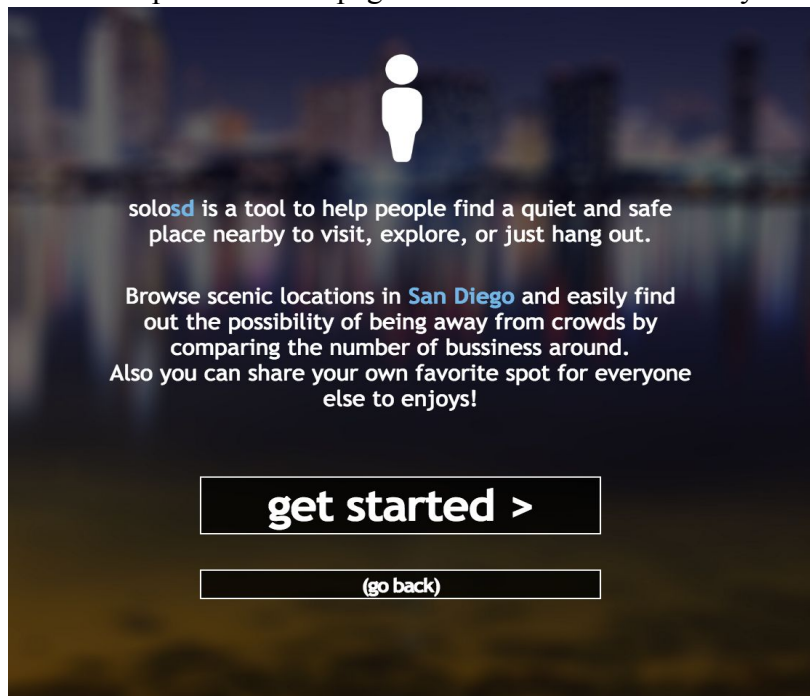 solosd is a tool to help people find a quiet and safe
place nearby to visit, explore, or just hang out.
Browse scenic locations in San Diego and easily find
out the possibility of being away from crowds by
comparing the number of bussiness around.
Also you can share your own favorite spot for everyone
else to enjoys!
get started >
(go back)